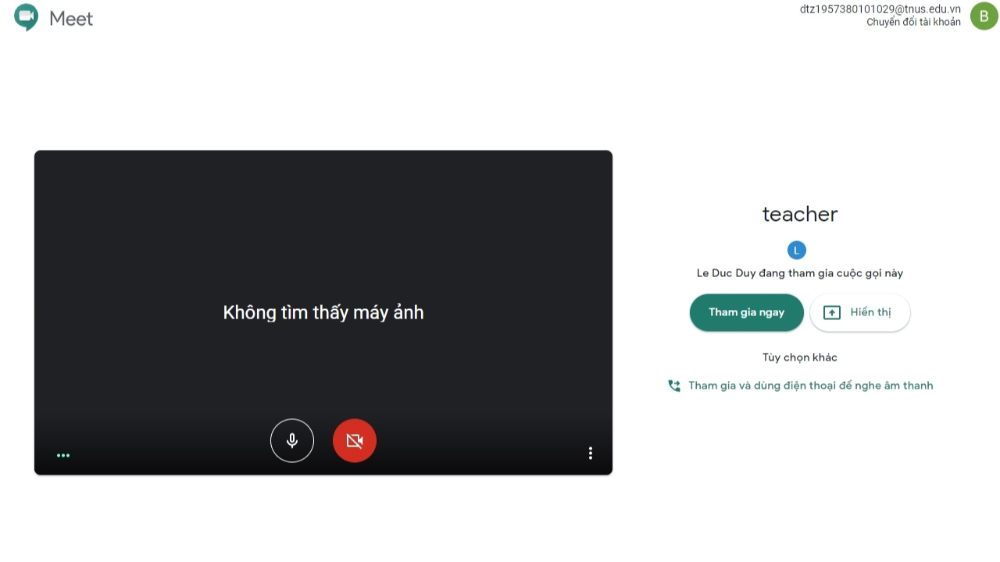 Meet
dtz1957380101029@tnus.edu.vn
Chuyển đổi tài khoản
B
Không tìm thấy máy ảnh
teacher
L
Le Duc Duy đang tham gia cuộc gọi này
Tham gia ngay
Hiển thị
Tùy chọn khác
Tham gia và dùng điện thoại để nghe âm thanh